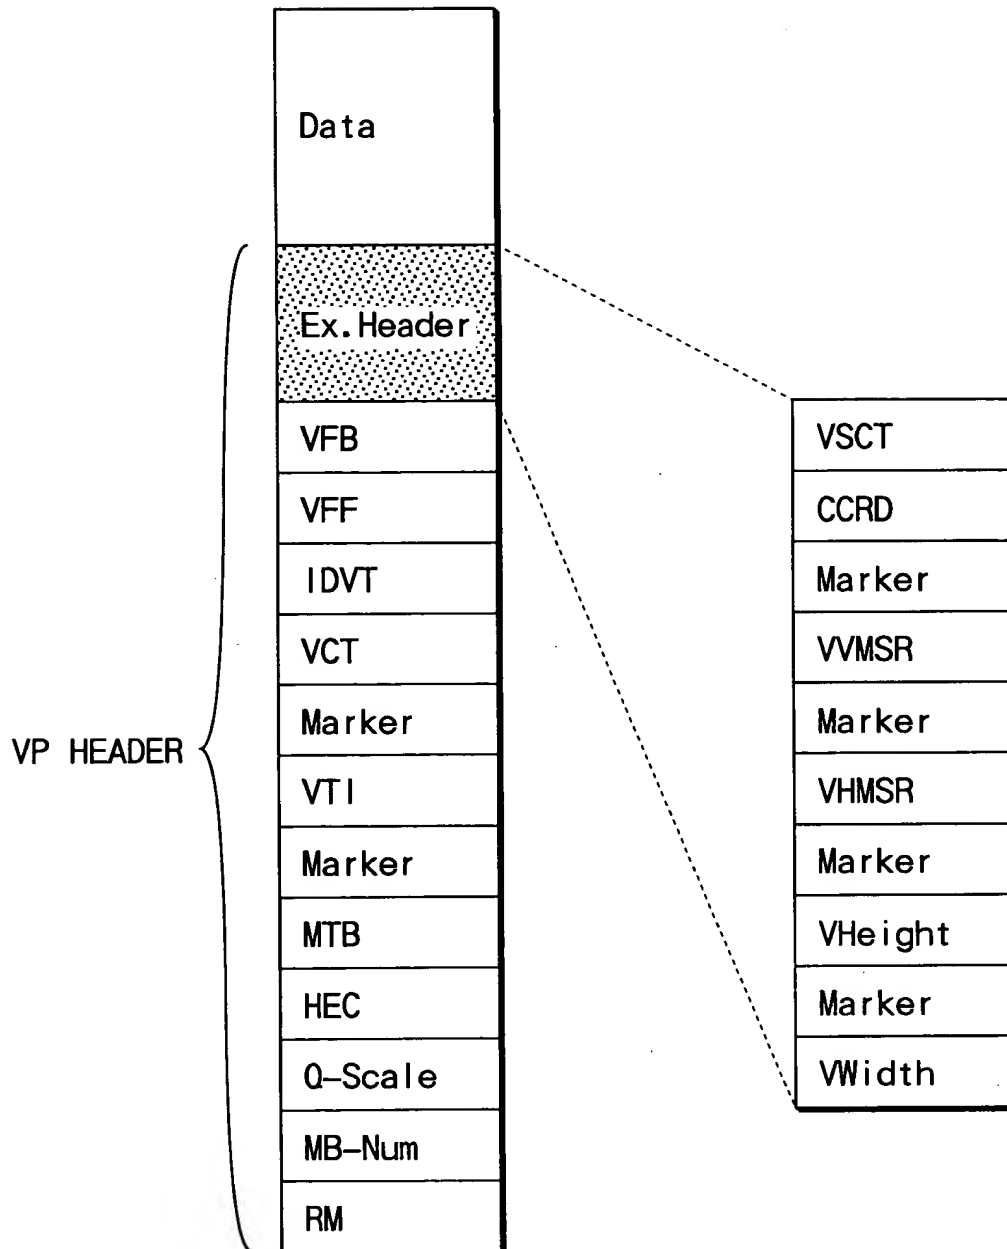 Data
Ex.Header
VFB
VFF
IDVT
VCT
Marker
VTI
Marker
MTB
HEC
Q-Scale
MB-Num
RM
VP HEADER
VSCT
CCRD
Marker
VVMSR
Marker
VHMSR
Marker
VHeight
Marker
VWidth